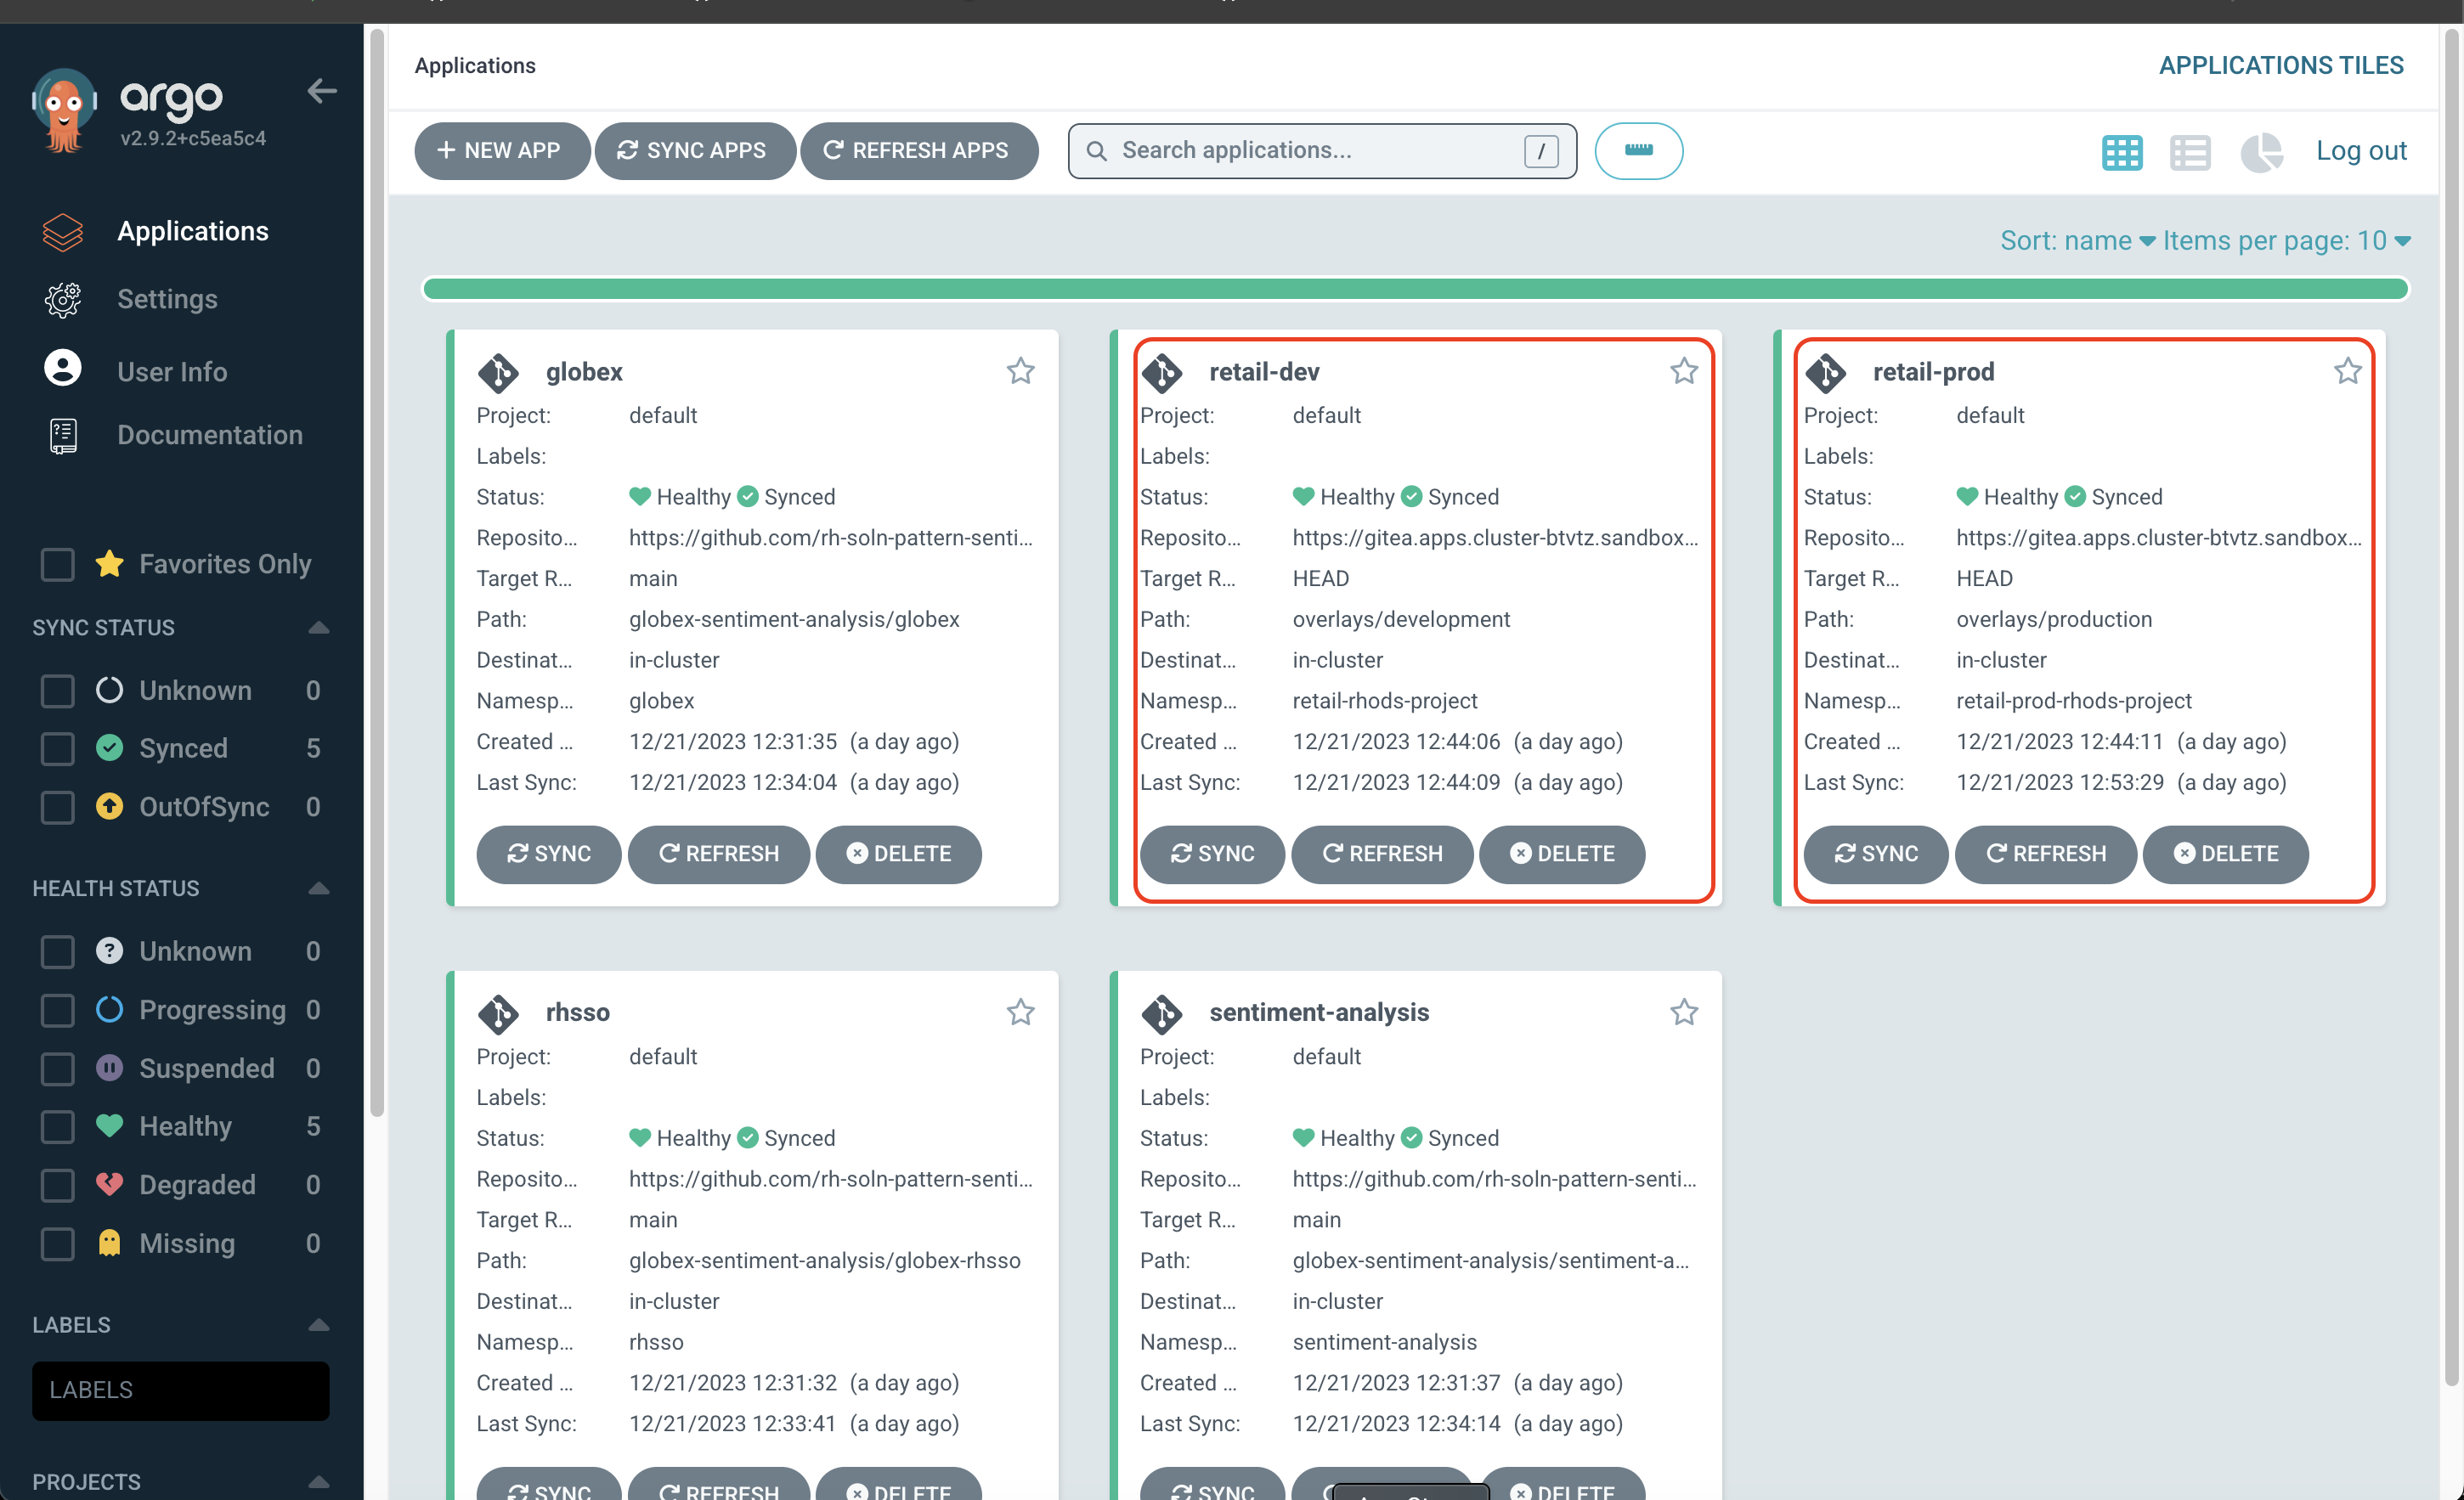 argo
v2.9.2+c5ea5c4
Applications
Settings
User Info
Documentation
Favorites Only
SYNC STATUS
Unknown 0
Synced 5
OutOfSync 0
HEALTH STATUS
Unknown 0
Progressing 0
Suspended 0
Healthy 5
Degraded 0
Missing 0
LABELS
LABELS
PROJECTS
Applications
APPLICATIONS TILES
+ NEW APP SYNC APPS REFRESH APPS Search applications... / Log out
Sort: name Items per page: 10
globex
Project: default
Labels:
Status: Healthy Synced
Reposito... https://github.com/rh-soln-pattern-senti...
Target R... main
Path: globex-sentiment-analysis/globex
Destinat... in-cluster
Namesp... globex
Created ... 12/21/2023 12:31:35 (a day ago)
Last Sync: 12/21/2023 12:34:04 (a day ago)
SYNC REFRESH DELETE
retail-dev
Project: default
Labels:
Status: Healthy Synced
Reposito... https://gitea.apps.cluster-btvtz.sandbox...
Target R... HEAD
Path: overlays/development
Destinat... in-cluster
Namesp... retail-rhods-project
Created ... 12/21/2023 12:44:06 (a day ago)
Last Sync: 12/21/2023 12:44:09 (a day ago)
SYNC REFRESH DELETE
retail-prod
Project: default
Labels:
Status: Healthy Synced
Reposito... https://gitea.apps.cluster-btvtz.sandbox...
Target R... HEAD
Path: overlays/production
Destinat... in-cluster
Namesp... retail-prod-rhods-project
Created ... 12/21/2023 12:44:11 (a day ago)
Last Sync: 12/21/2023 12:53:29 (a day ago)
SYNC REFRESH DELETE
rhsso
Project: default
Labels:
Status: Healthy Synced
Reposito... https://github.com/rh-soln-pattern-senti...
Target R... main
Path: globex-sentiment-analysis/globex-rhsso
Destinat... in-cluster
Namesp... rhsso
Created ... 12/21/2023 12:31:32 (a day ago)
Last Sync: 12/21/2023 12:33:41 (a day ago)
SYNC REFRESH DELETE
sentiment-analysis
Project: default
Labels:
Status: Healthy Synced
Reposito... https://github.com/rh-soln-pattern-senti...
Target R... main
Path: globex-sentiment-analysis/sentiment-a...
Destinat... in-cluster
Namesp... sentiment-analysis
Created ... 12/21/2023 12:31:37 (a day ago)
Last Sync: 12/21/2023 12:34:14 (a day ago)
SYNC DELETE